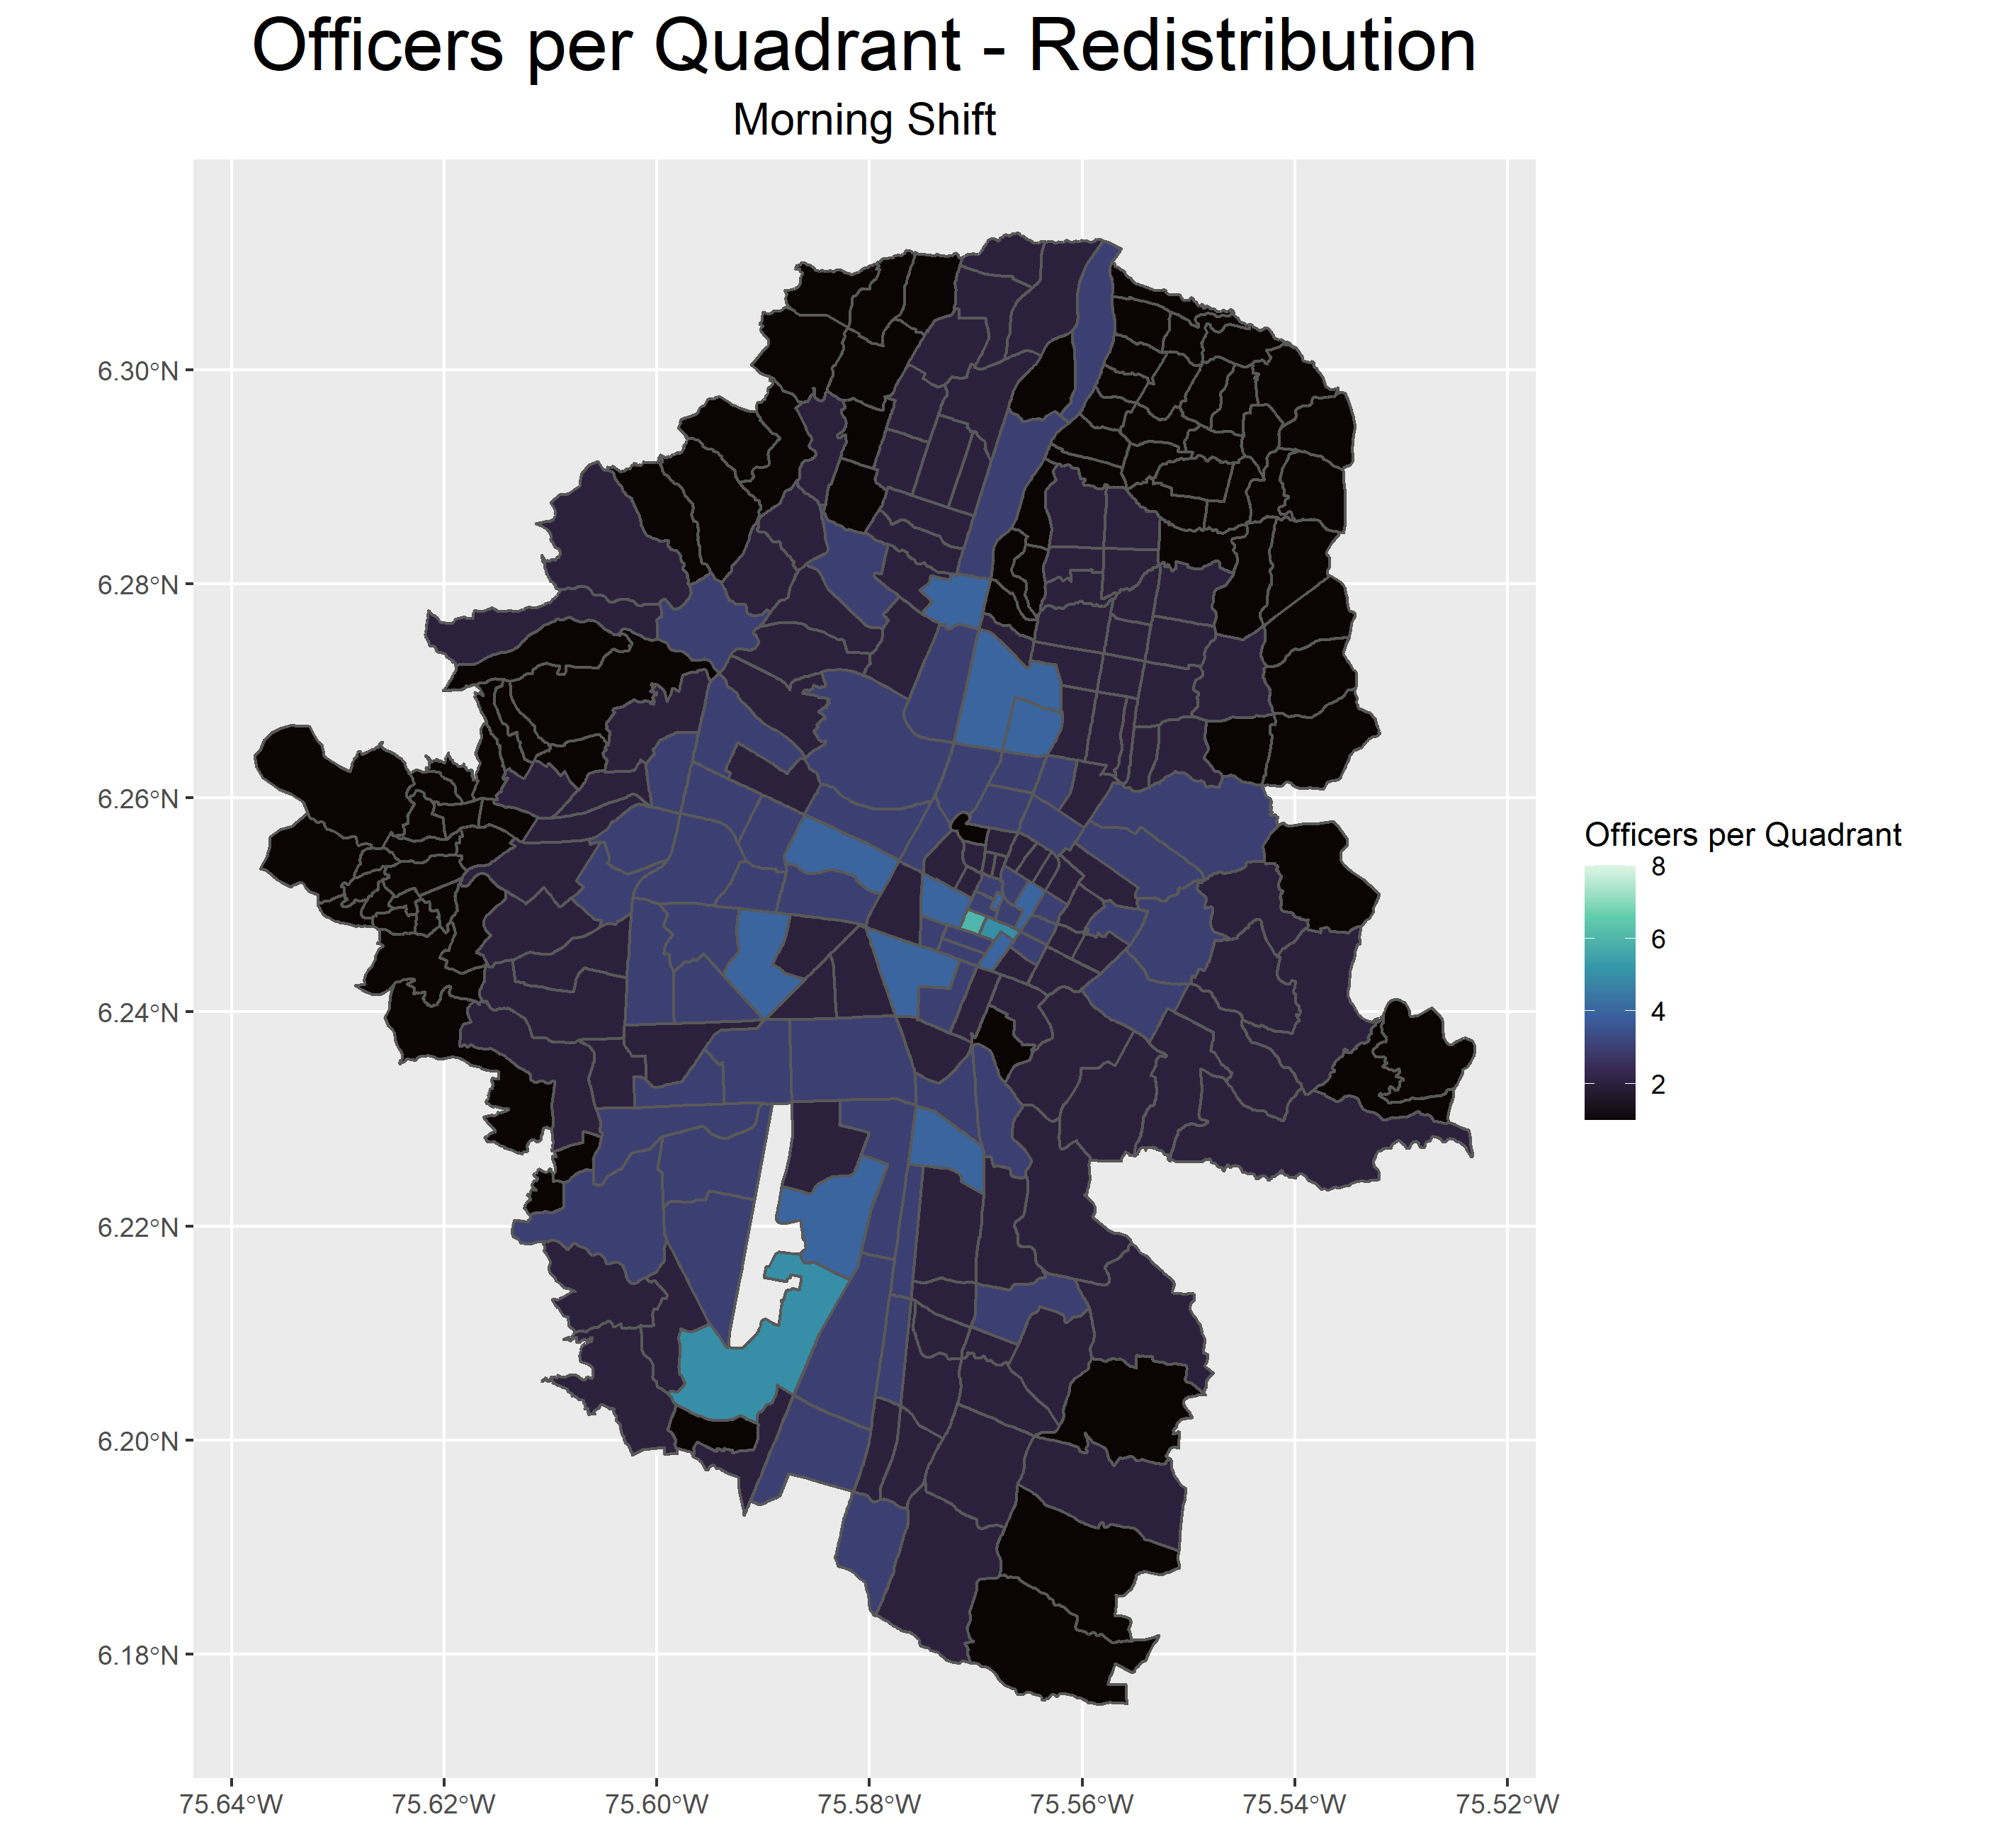 Officers per Quadrant - Redistribution
Morning Shift
6.30°N
6.28°N
6.26°N
6.24°N
6.22°N
6.20°N
6.18°N
75.64°W
75.62°W
75.60°W
75.58°W
75.56°W
75.54°W
75.52°W
Officers per Quadrant
8
6
4
2